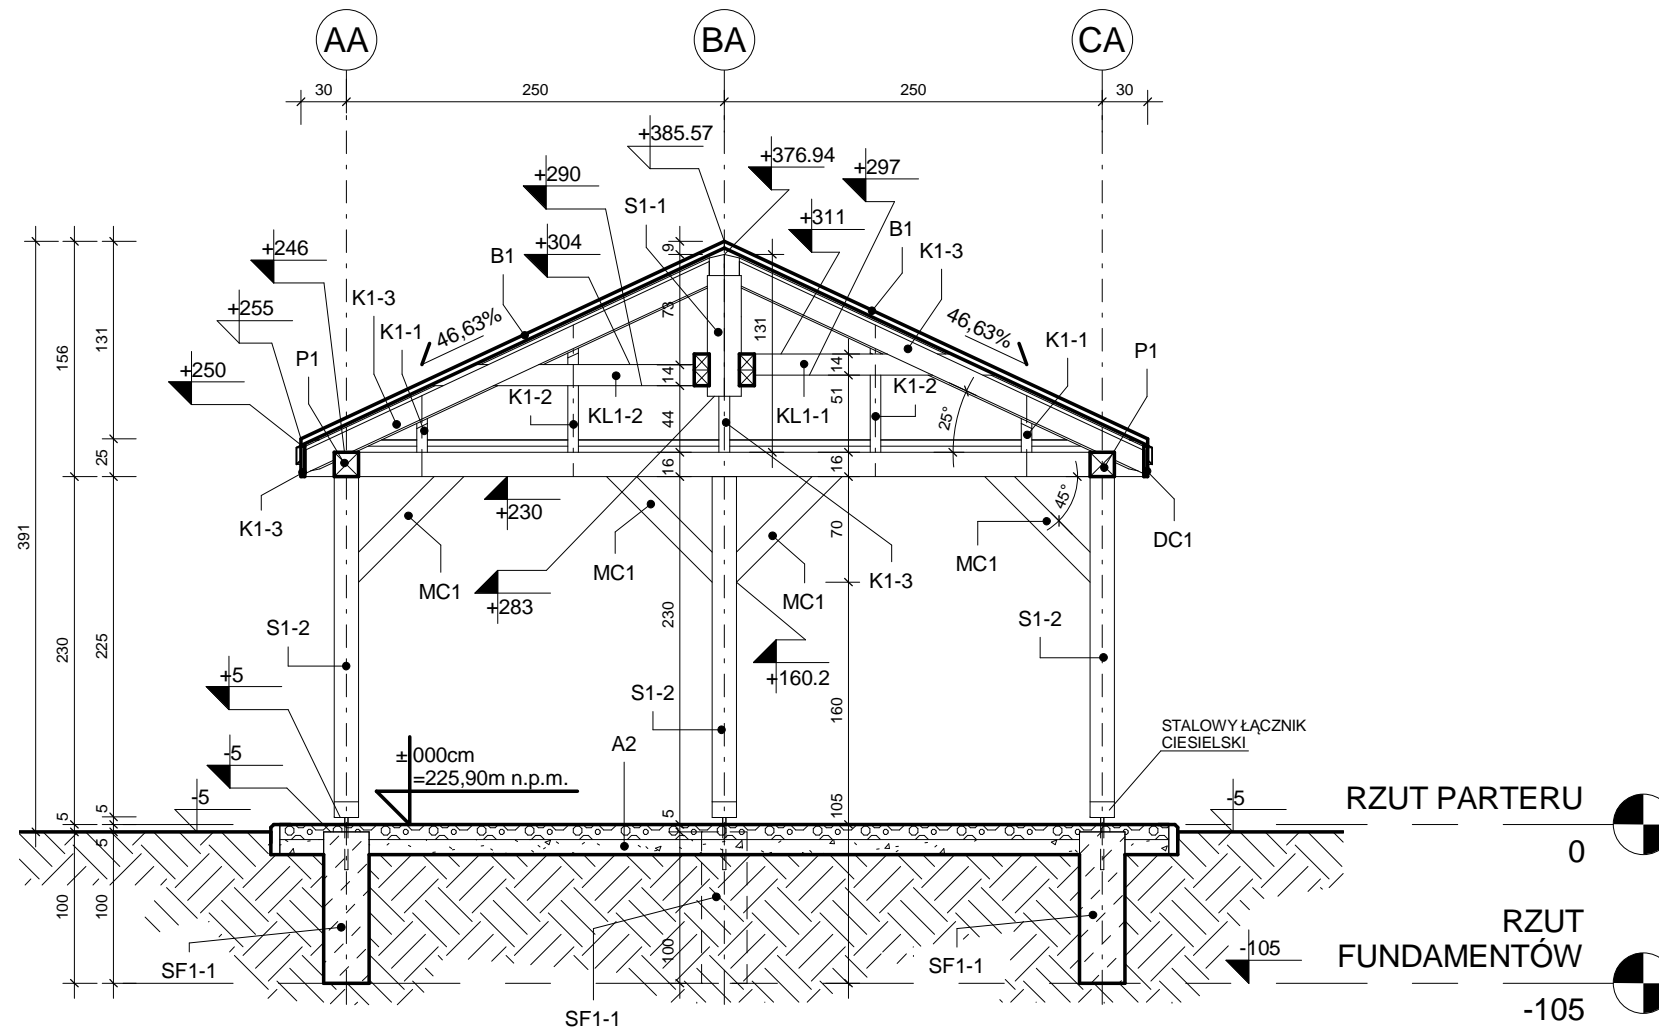 AA
BA
CA
30
250
250
30
+385.57
+376.94
+297
+290
S1-1
+311
+304
+246
B1
B1
K1-3
9
K1-3
+255
K1-1
46,63%
73
131
46,63%
K1-1
P1
P1
+250
131
156
14
14
K1-2
KL1-2
KL1-1
K1-2
51
44
25°
25
16
16
K1-3
+230
45°
DC1
391
MC1
MC1
MC1
MC1
70
K1-3
+283
230
225
230
S1-2
S1-2
+160.2
+5
S1-2
160
STALOWY ŁĄCZNIK
CIESIELSKI
A2
-5
±000cm
=225,90m n.p.m.
-5
-5
5
5
5
105
5
RZUT PARTERU
0
100
100
100
SF1-1
SF1-1
SF1-1
-105
RZUT
FUNDAMENTÓW
-105